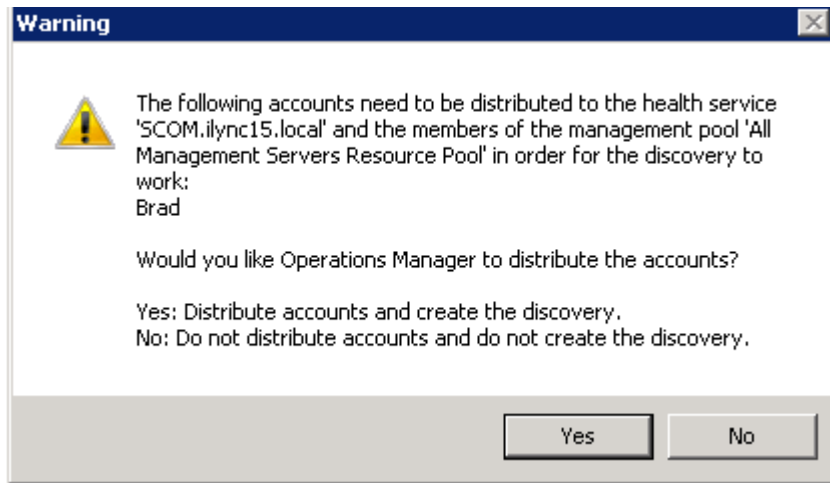 Warning
The following accounts need to be distributed to the health service
'SCOM.ilync15.local' and the members of the management pool 'All
Management Servers Resource Pool' in order for the discovery to
work:
Brad
Would you like Operations Manager to distribute the accounts?
Yes: Distribute accounts and create the discovery.
No: Do not distribute accounts and do not create the discovery.
Yes
No